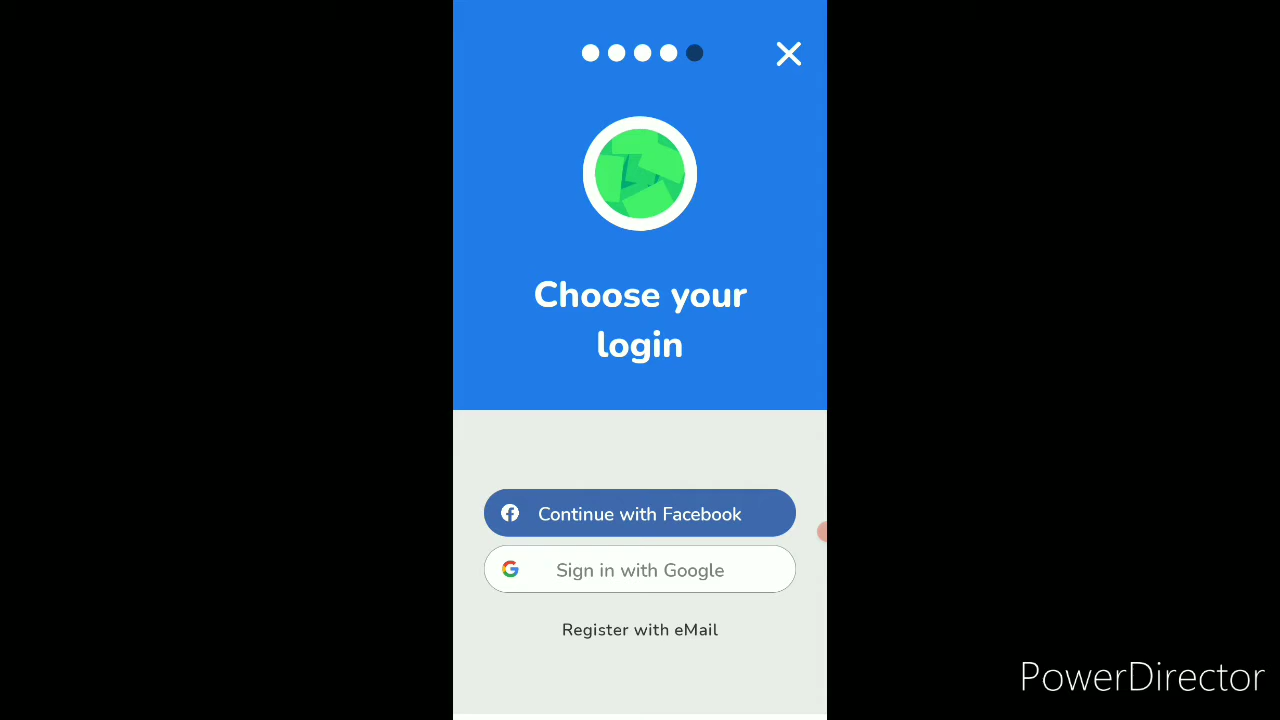 Choose your
login
Continue with Facebook
Sign in with Google
Register with eMail
PowerDirector